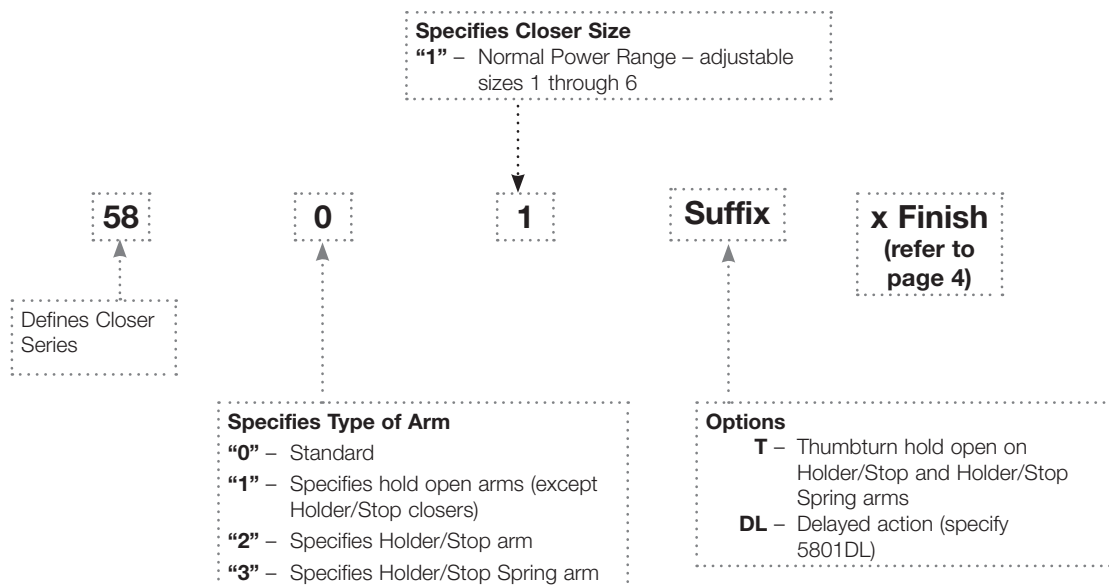 Specifies Closer Size
“1” – Normal Power Range – adjustable
sizes 1 through 6
58
0
1
Suffix
x Finish
(refer to
page 4)
Defines Closer
Series
Specifies Type of Arm
“0” – Standard
“1” – Specifies hold open arms (except
Holder/Stop closers)
“2” – Specifies Holder/Stop arm
“3” – Specifies Holder/Stop Spring arm
Options
T – Thumbturn hold open on
Holder/Stop and Holder/Stop
Spring arms
DL – Delayed action (specify
5801DL)